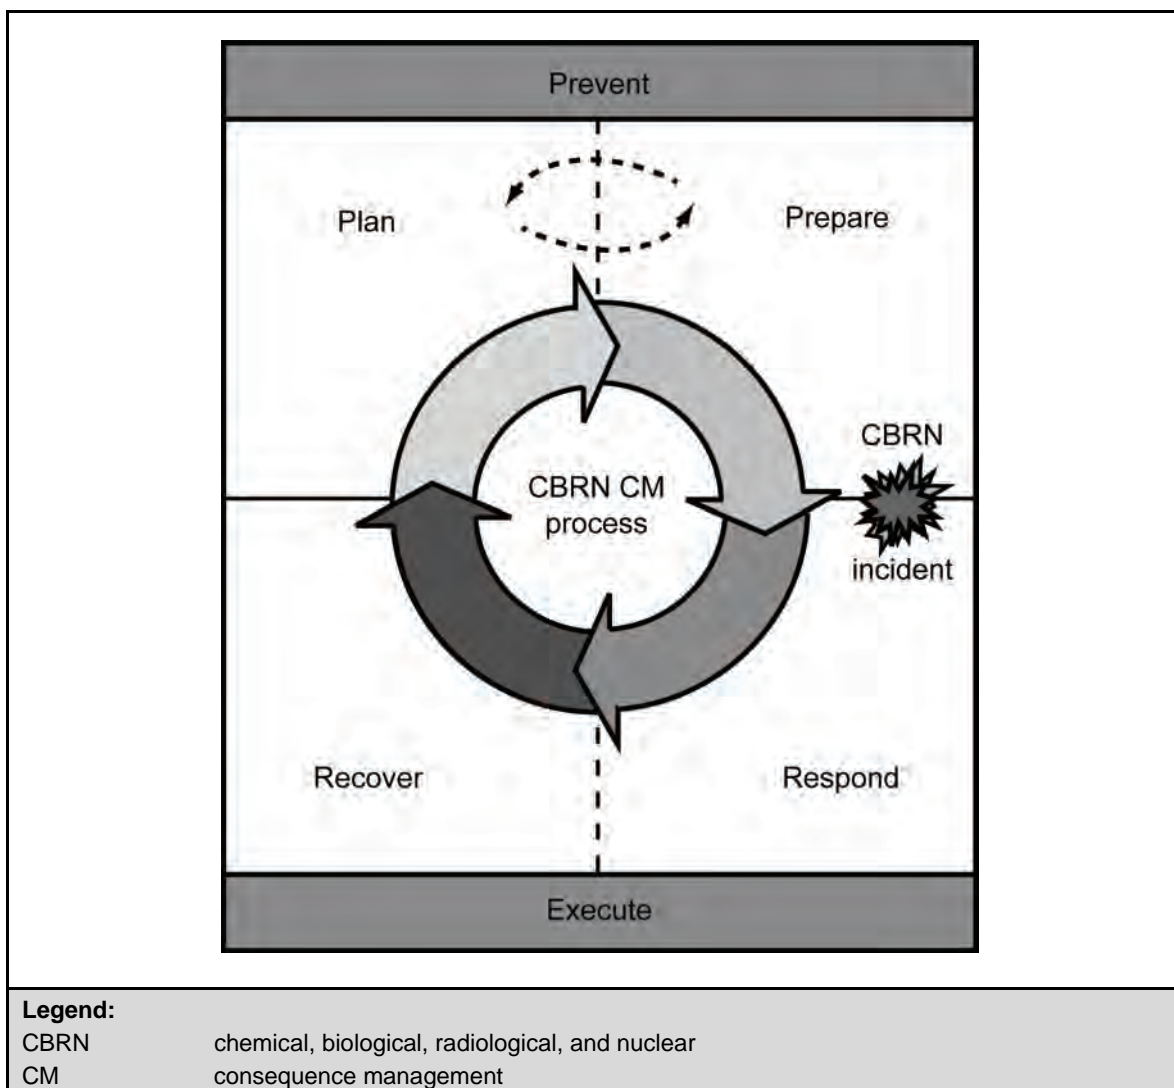 Prevent
Plan
Prepare
CBRN
CBRN CM
process
incident
Recover
Respond
Execute
Legend:
CBRN chemical, biological, radiological, and nuclear
CM consequence management